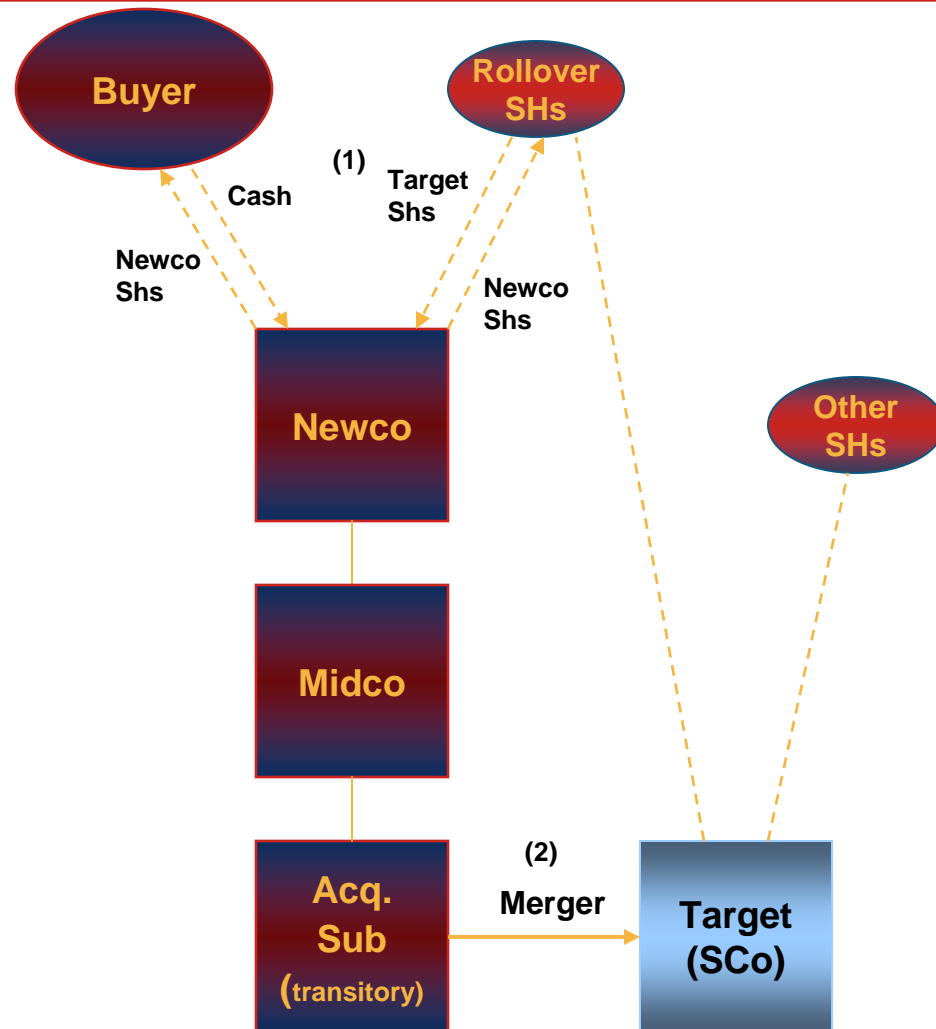 Buyer
Rollover
SHs
(1)
Cash
Target
Shs
Newco
Shs
Newco
Shs
Newco
Other
SHs
Midco
Acq.
Sub
(transitory)
(2)
Merger
Target
(SCo)